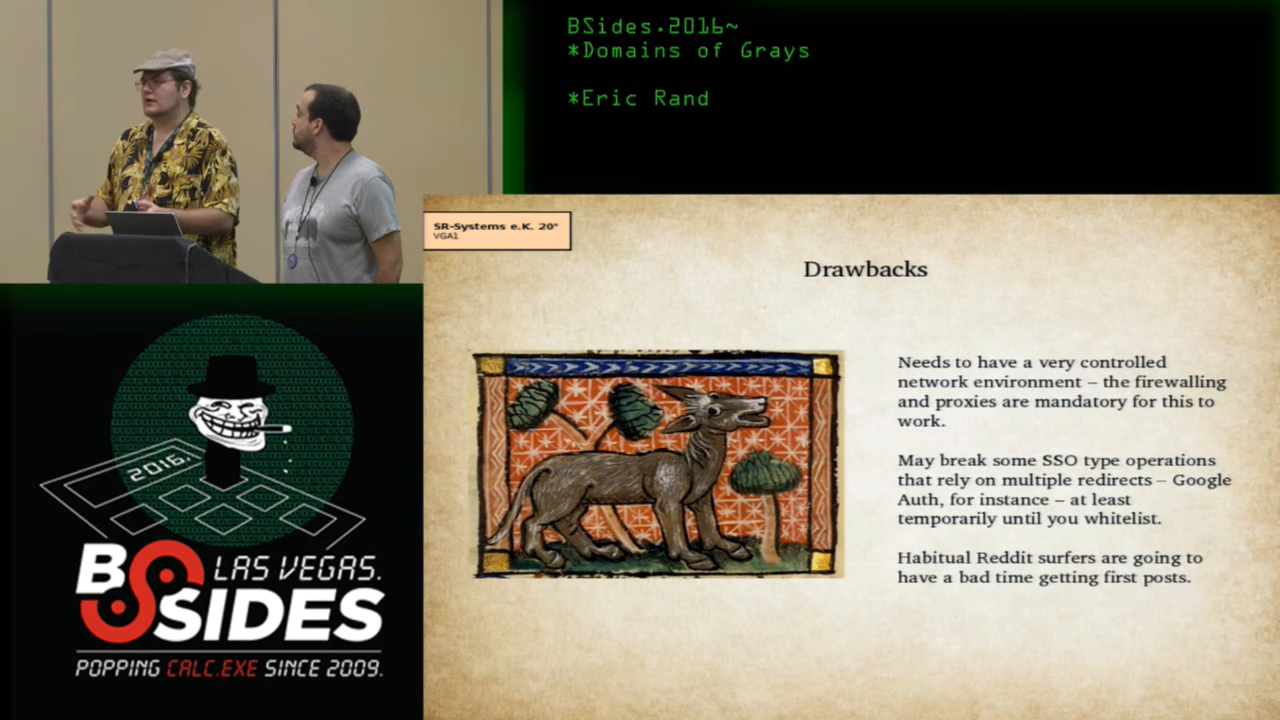 BSides.2016~
*Domains of Grays
*Eric Rand
SR-Systems e.K. 20"
VGA1
Drawbacks
Needs to have a very controlled
network environment – the firewalling
and proxies are mandatory for this to
work.
May break some SSO type operations
that rely on multiple redirects – Google
Auth, for instance – at least
temporarily until you whitelist.
Habitual Reddit surfers are going to
have a bad time getting first posts.
2016.
BSIDES LAS VEGAS.
POPPING CALC.EXE SINCE 2009.